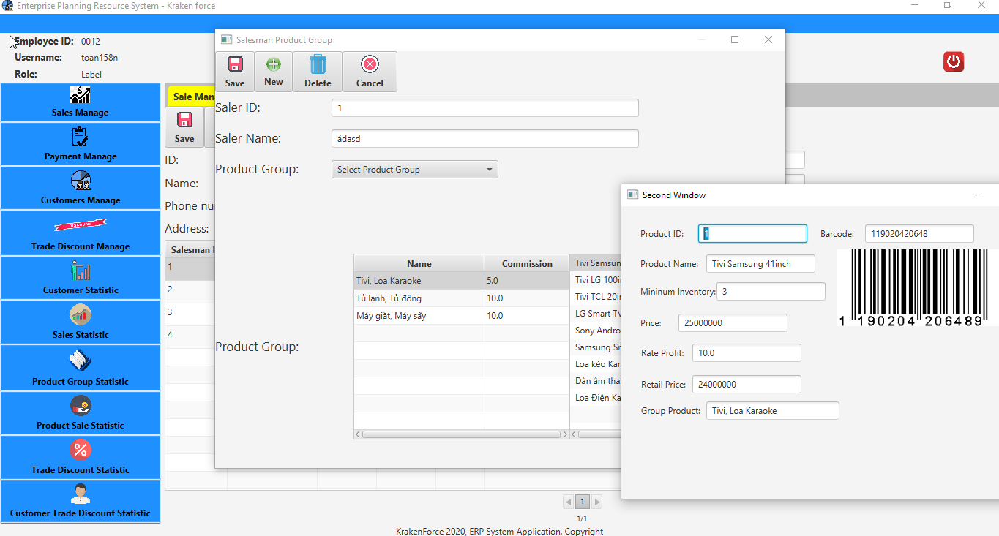 Enterprise Planning Resource System - Kraken force
Employee ID: 0012
Username: toan158n
Role: Label
Sales Manage
Payment Manage
Customers Manage
DISCOUNT
Trade Discount Manage
Customer Statistic
Sales Statistic
Product Group Statistic
Product Sale Statistic
Trade Discount Statistic
Customer Trade Discount Statistic
Sale Man
Save
ID:
Name:
Phone nu
Address:
Salesman I
1
2
3
4
Salesman Product Group
Save New Delete Cancel
Saler ID: 1
Saler Name: ádasd
Product Group: Select Product Group
Product Group:
Name Commission
Tivi, Loa Karaoke 5.0
Tủ lạnh, Tủ đông 10.0
Máy giặt, Máy sấy 10.0
Tivi Samsun
Tivi LG 100i
Tivi TCL 20i
LG Smart TV
Sony Andro
Samsung Sr
Loa kéo Kar
Dàn âm tha
Loa Điện Ka
Second Window
Product ID: 1 Barcode: 119020420648
Product Name: Tivi Samsung 41inch
Mininum Inventory: 3
1 190204 206489
Price: 25000000
Rate Profit: 10.0
Retail Price: 24000000
Group Product: Tivi, Loa Karaoke
1
1/1
KrakenForce 2020, ERP System Application. Copyright